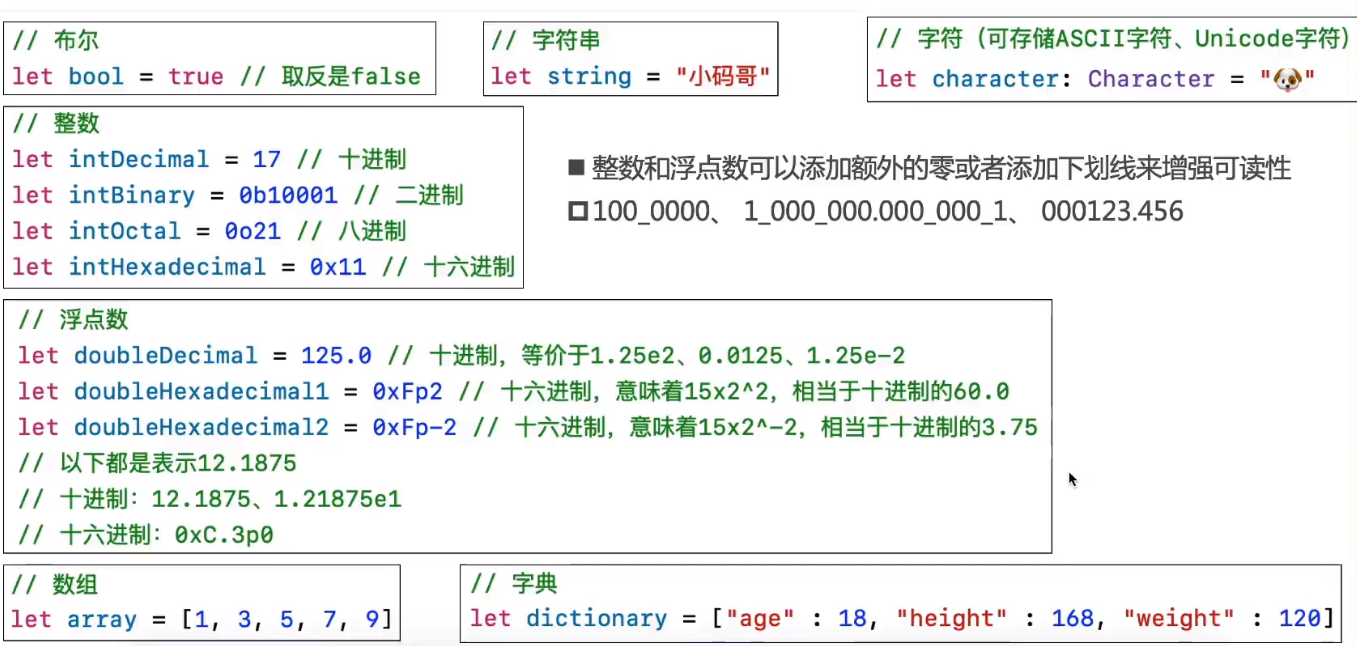 // 布尔
let bool = true // 取反是false
// 字符串
let string = "小码哥"
// 字符（可存储ASCII字符、Unicode字符）
let character: Character = "🐶"
// 整数
let intDecimal = 17 // 十进制
let intBinary = 0b10001 // 二进制
let intOctal = 0o21 // 八进制
let intHexadecimal = 0x11 // 十六进制
■ 整数和浮点数可以添加额外的零或者添加下划线来增强可读性
100_0000、 1_000_000.000_000_1、 000123.456
// 浮点数
let doubleDecimal = 125.0 // 十进制，等价于1.25e2、0.0125、1.25e-2
let doubleHexadecimal1 = 0xFp2 // 十六进制，意味着15x2^2，相当于十进制的60.0
let doubleHexadecimal2 = 0xFp-2 // 十六进制，意味着15x2^-2，相当于十进制的3.75
// 以下都是表示12.1875
// 十进制：12.1875、1.21875e1
// 十六进制：0xC.3p0
// 数组
let array = [1, 3, 5, 7, 9]
// 字典
let dictionary = ["age" : 18, "height" : 168, "weight" : 120]